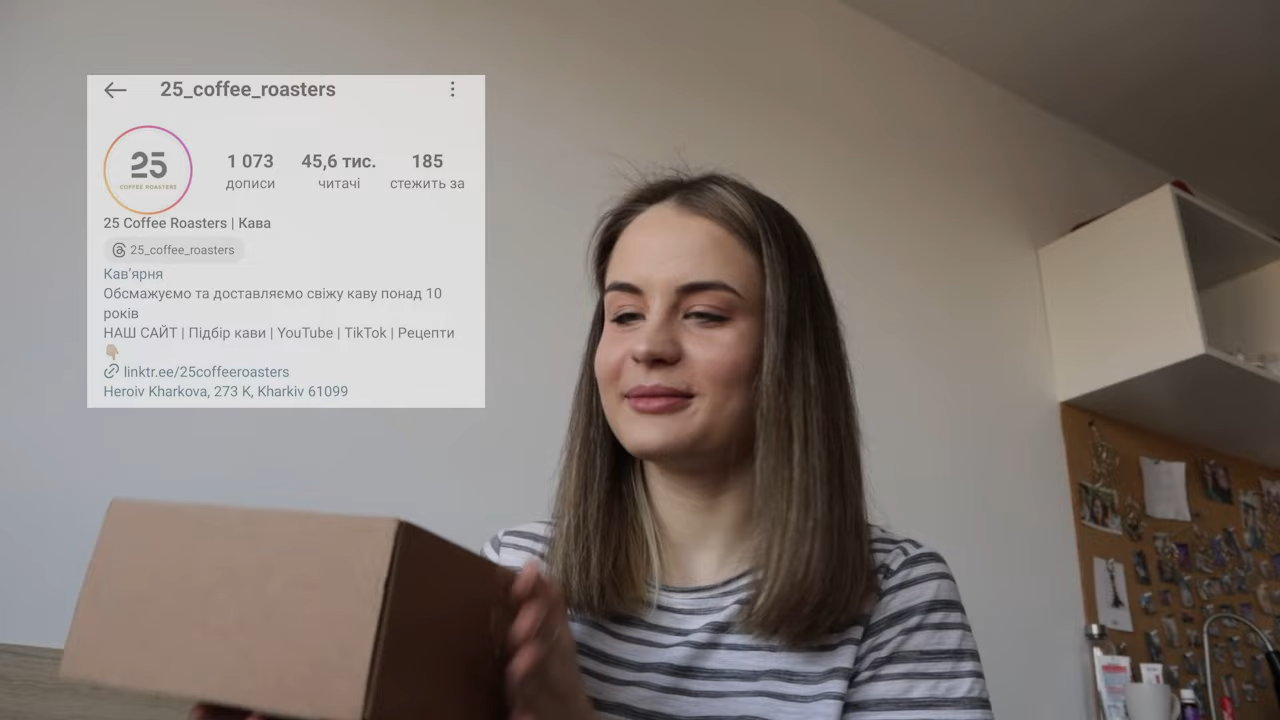 25_coffee_roasters
25
COFFEE ROASTERS
1 073 45,6 тис. 185
дописи читачі стежить за
25 Coffee Roasters | Кава
25_coffee_roasters
Кав'ярня
Обсмажуємо та доставляємо свіжу каву понад 10
років
НАШ САЙТ | Підбір кави | YouTube | TikTok | Рецепти
👇🏼
linktr.ee/25coffeeroasters
Heroiv Kharkova, 273 K, Kharkiv 61099